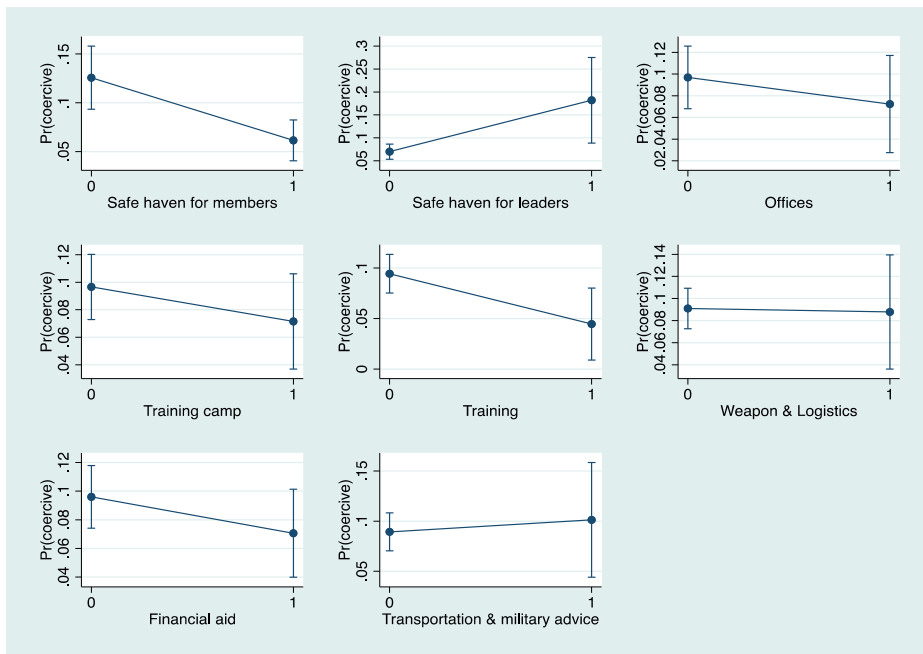 Pr(coercive)
.05 .1 .15
0 1
Safe haven for members
Pr(coercive)
.05 .1 .15 .2 .25 .3
0 1
Safe haven for leaders
Pr(coercive)
.02 .04 .06 .08 .1 .12
0 1
Offices
Pr(coercive)
.04 .06 .08 .1 .12
0 1
Training camp
Pr(coercive)
0 .05 .1
0 1
Training
Pr(coercive)
.04 .06 .08 .1 .12 .14
0 1
Weapon & Logistics
Pr(coercive)
.04 .06 .08 .1 .12
0 1
Financial aid
Pr(coercive)
.05 .1 .15
0 1
Transportation & military advice